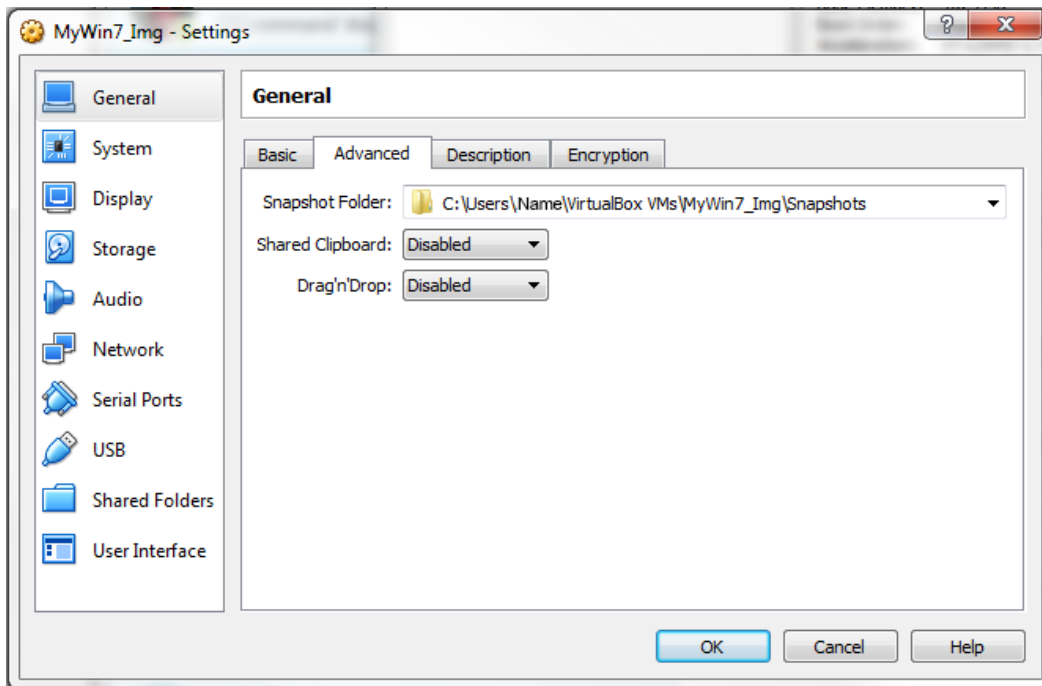 MyWin7_Img - Settings
General
System
Display
Storage
Audio
Network
Serial Ports
USB
Shared Folders
User Interface
General
Basic Advanced Description Encryption
Snapshot Folder: C:\Users\Name\VirtualBox VMs\MyWin7_Img\Snapshots
Shared Clipboard: Disabled
Drag'n'Drop: Disabled
OK Cancel Help